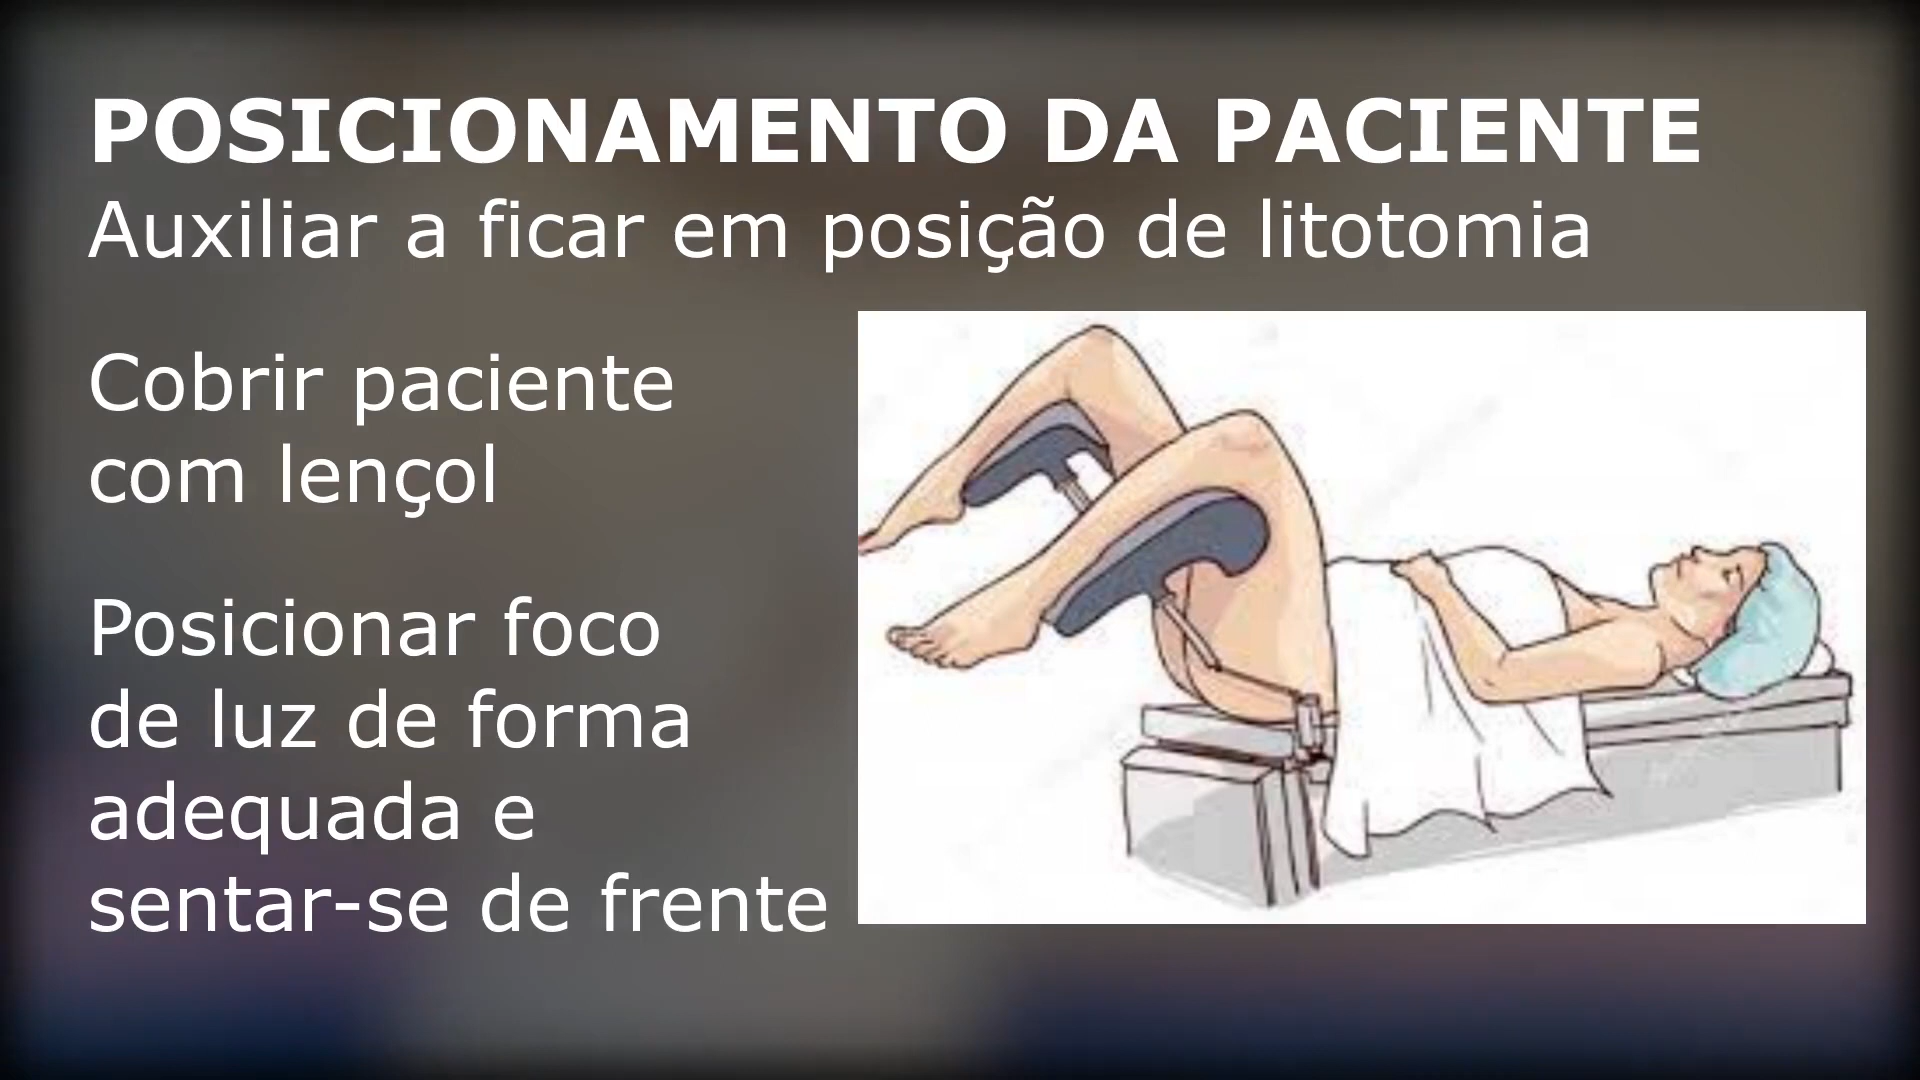 POSICIONAMENTO DA PACIENTE
Auxiliar a ficar em posição de litotomia
Cobrir paciente
com lençol
Posicionar foco
de luz de forma
adequada e
sentar-se de frente